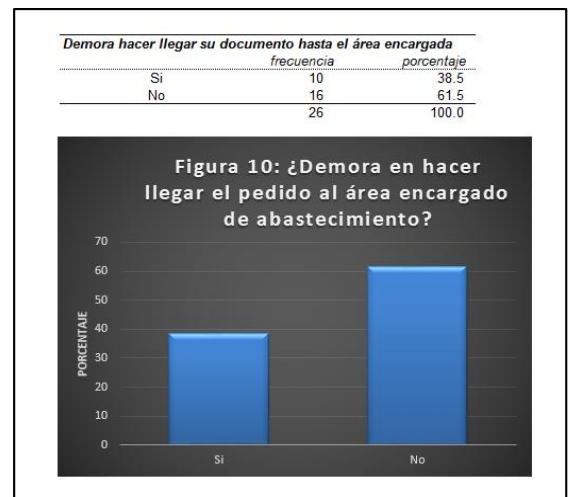 Demora hacer llegar su documento hasta el área encargada
frecuencia porcentaje
Si 10 38.5
No 16 61.5
26 100.0
Figura 10: ¿Demora en hacer
llegar el pedido al área encargado
de abastecimiento?
PORCENTAJE
70
60
50
40
30
20
10
0
Si No